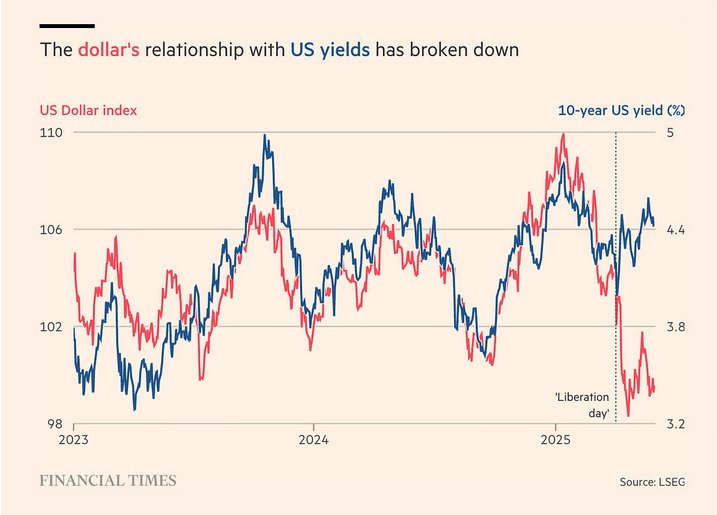 The dollar's relationship with US yields has broken down
US Dollar index
10-year US yield (%)
110
5
106
4.4
102
3.8
'Liberation
day'
98
3.2
2023
2024
2025
FINANCIAL TIMES
Source: LSEG